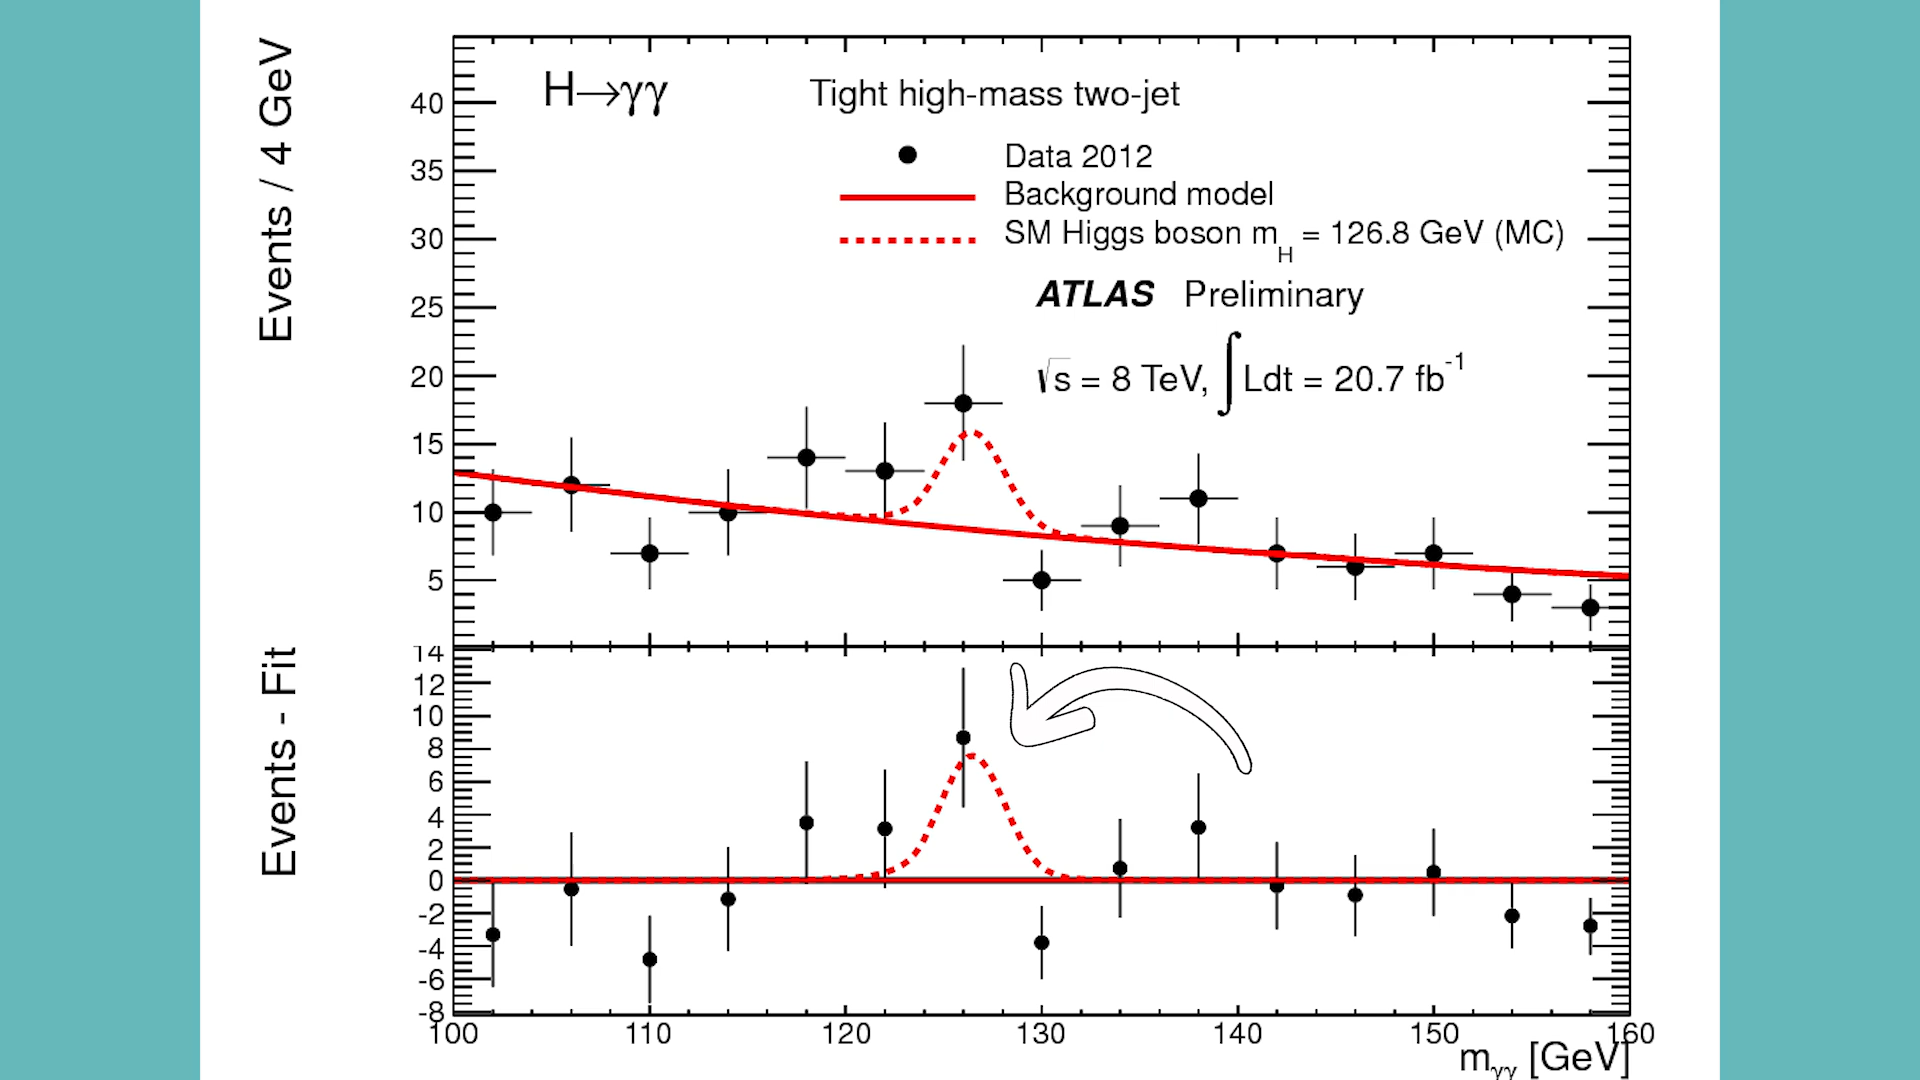 H→γγ
Tight high-mass two-jet
Data 2012
Background model
SM Higgs boson m_H = 126.8 GeV (MC)
ATLAS Preliminary
√s = 8 TeV, ∫Ldt = 20.7 fb⁻¹
Events / 4 GeV
40
35
30
25
20
15
10
5
Events - Fit
14
12
10
8
6
4
2
0
-2
-4
-6
-8
100 110 120 130 140 150 160
m_γγ [GeV]